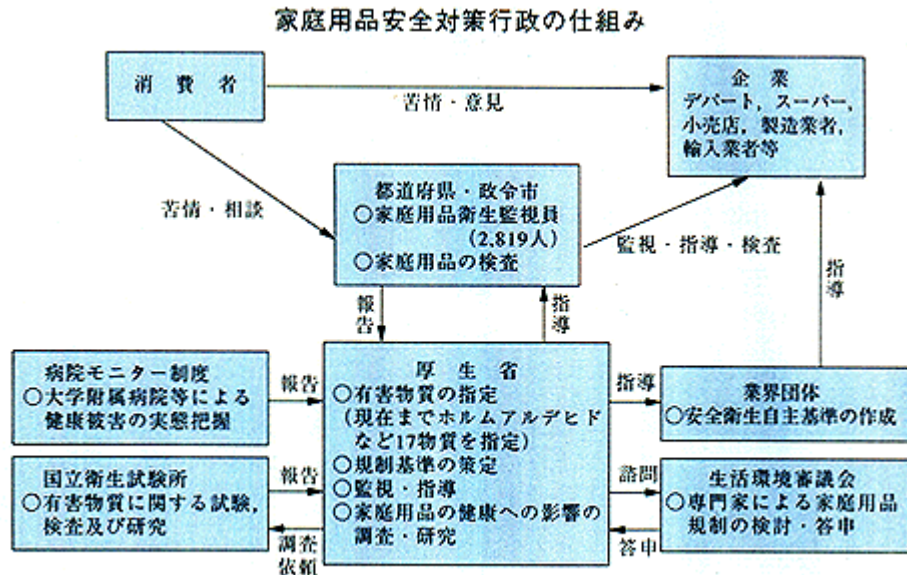 家庭用品安全対策行政の仕組み
消費者
苦情・意見
企業
デパート,スーパー,
小売店,製造業者,
輸入業者等
苦情・相談
都道府県・政令市
○家庭用品衛生監視員
(2,819人)
○家庭用品の検査
監視・指導・検査
指導
報告
指導
病院モニター制度
○大学附属病院等による
健康被害の実態把握
報告
厚生省
○有害物質の指定
(現在までホルムアルデヒド
など17物質を指定)
○規制基準の策定
○監視・指導
○家庭用品の健康への影響の
調査・研究
指導
業界団体
○安全衛生自主基準の作成
国立衛生試験所
○有害物質に関する試験,
検査及び研究
報告
調査
依頼
諮問
答申
生活環境審議会
○専門家による家庭用品
規制の検討・答申